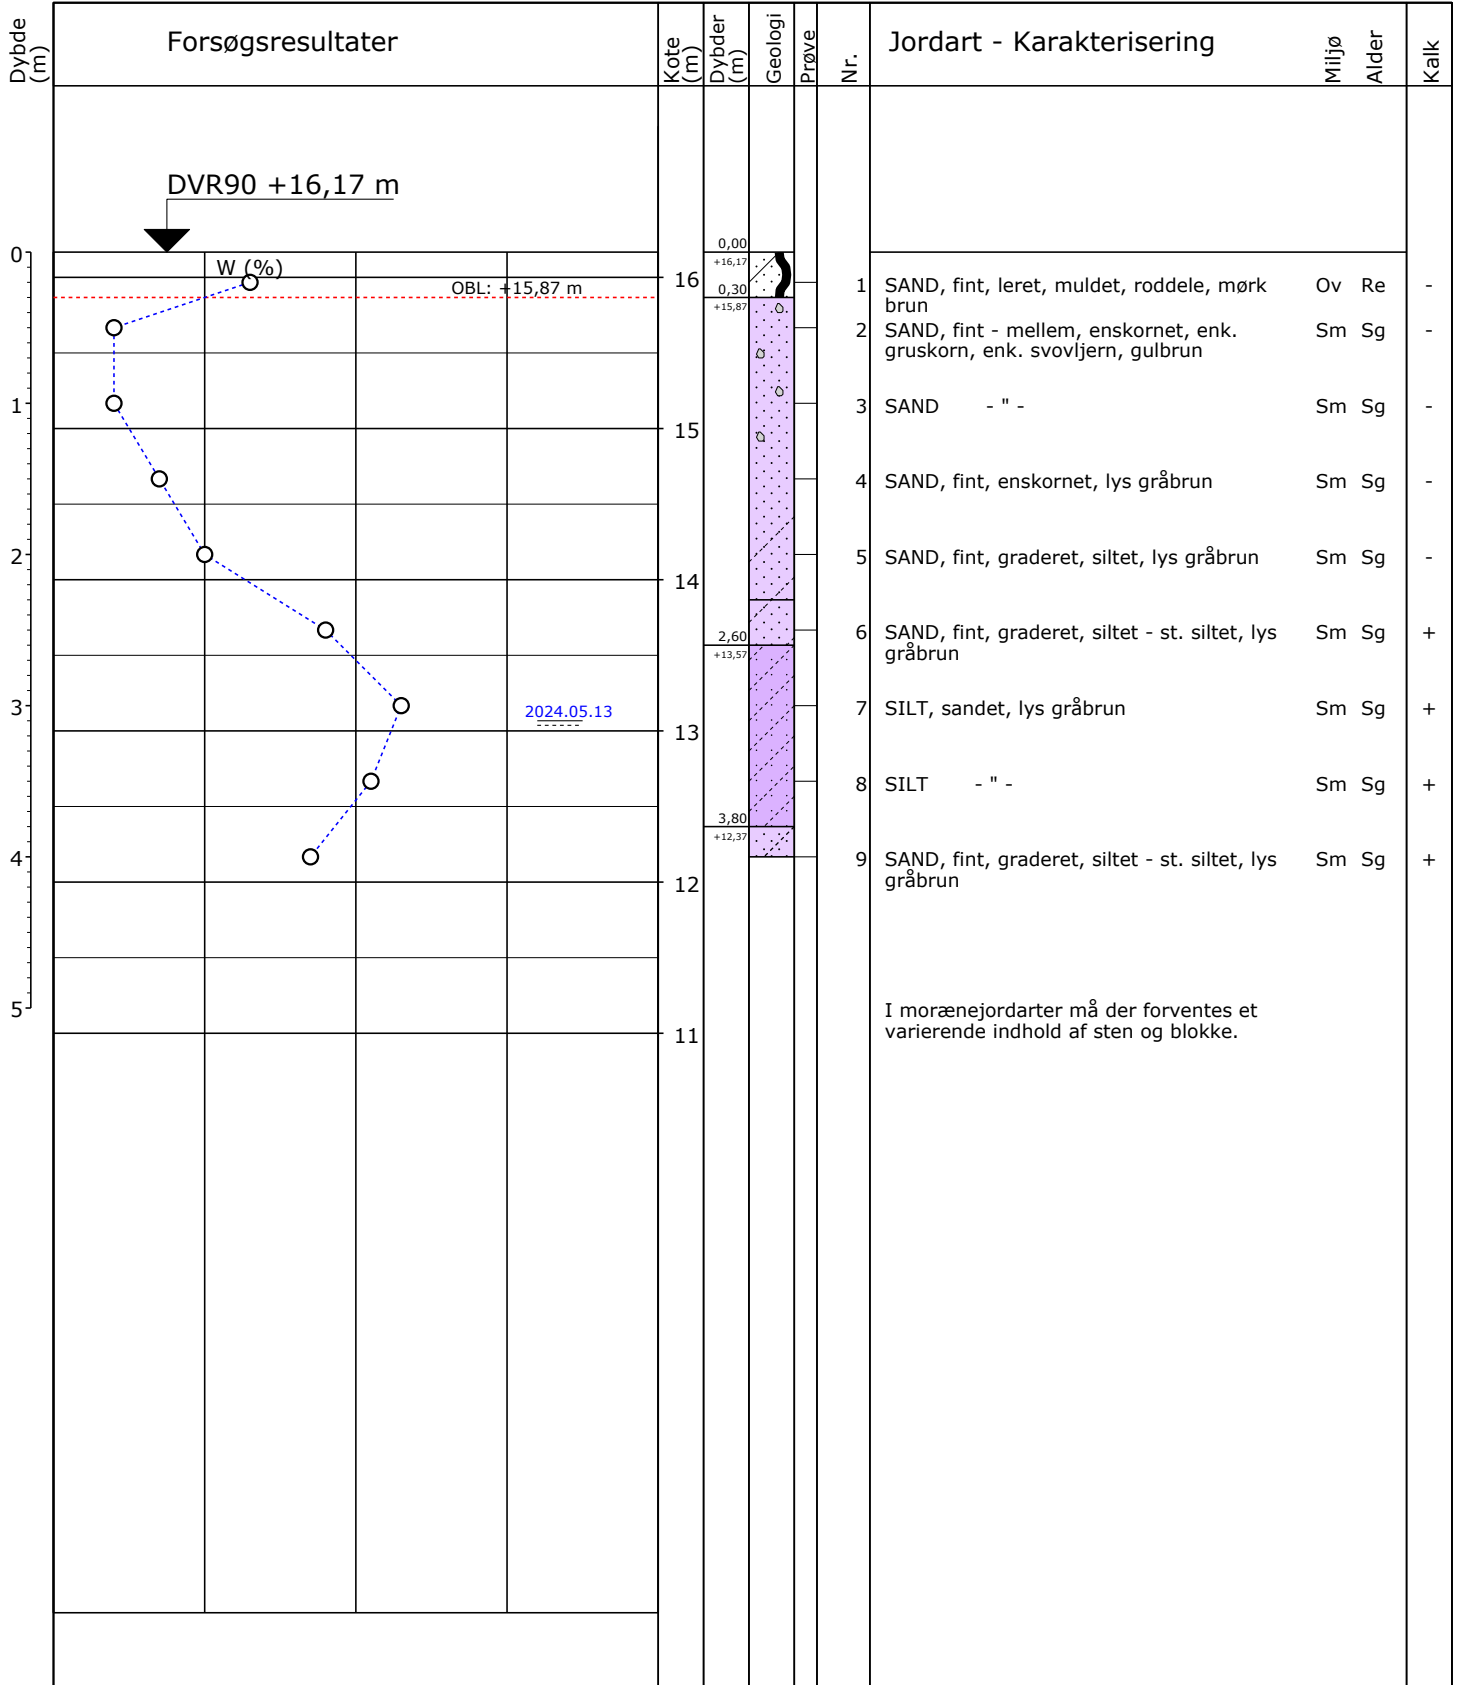 Dybde
(m)
Forsøgsresultater
Kote
(m)
Dybder
(m)
Geologi
Prøve
Nr.
Jordart - Karakterisering
Miljø
Alder
Kalk
DVR90 +16,17 m
0
W (%)
OBL: +15,87 m
16
0,00
+16,17
0,30
+15,87
1 SAND, fint, leret, muldet, roddele, mørk Ov Re -
brun
2 SAND, fint - mellem, enskornet, enk. Sm Sg -
gruskorn, enk. svovljern, gulbrun
1
3 SAND - " - Sm Sg -
15
4 SAND, fint, enskornet, lys gråbrun Sm Sg -
2
5 SAND, fint, graderet, siltet, lys gråbrun Sm Sg -
14
2,60
+13,57
6 SAND, fint, graderet, siltet - st. siltet, lys Sm Sg +
gråbrun
3
2024.05.13
13
7 SILT, sandet, lys gråbrun Sm Sg +
8 SILT - " - Sm Sg +
3,80
+12,37
4
9 SAND, fint, graderet, siltet - st. siltet, lys Sm Sg +
gråbrun
12
5
I morænejordarter må der forventes et
varierende indhold af sten og blokke.
11